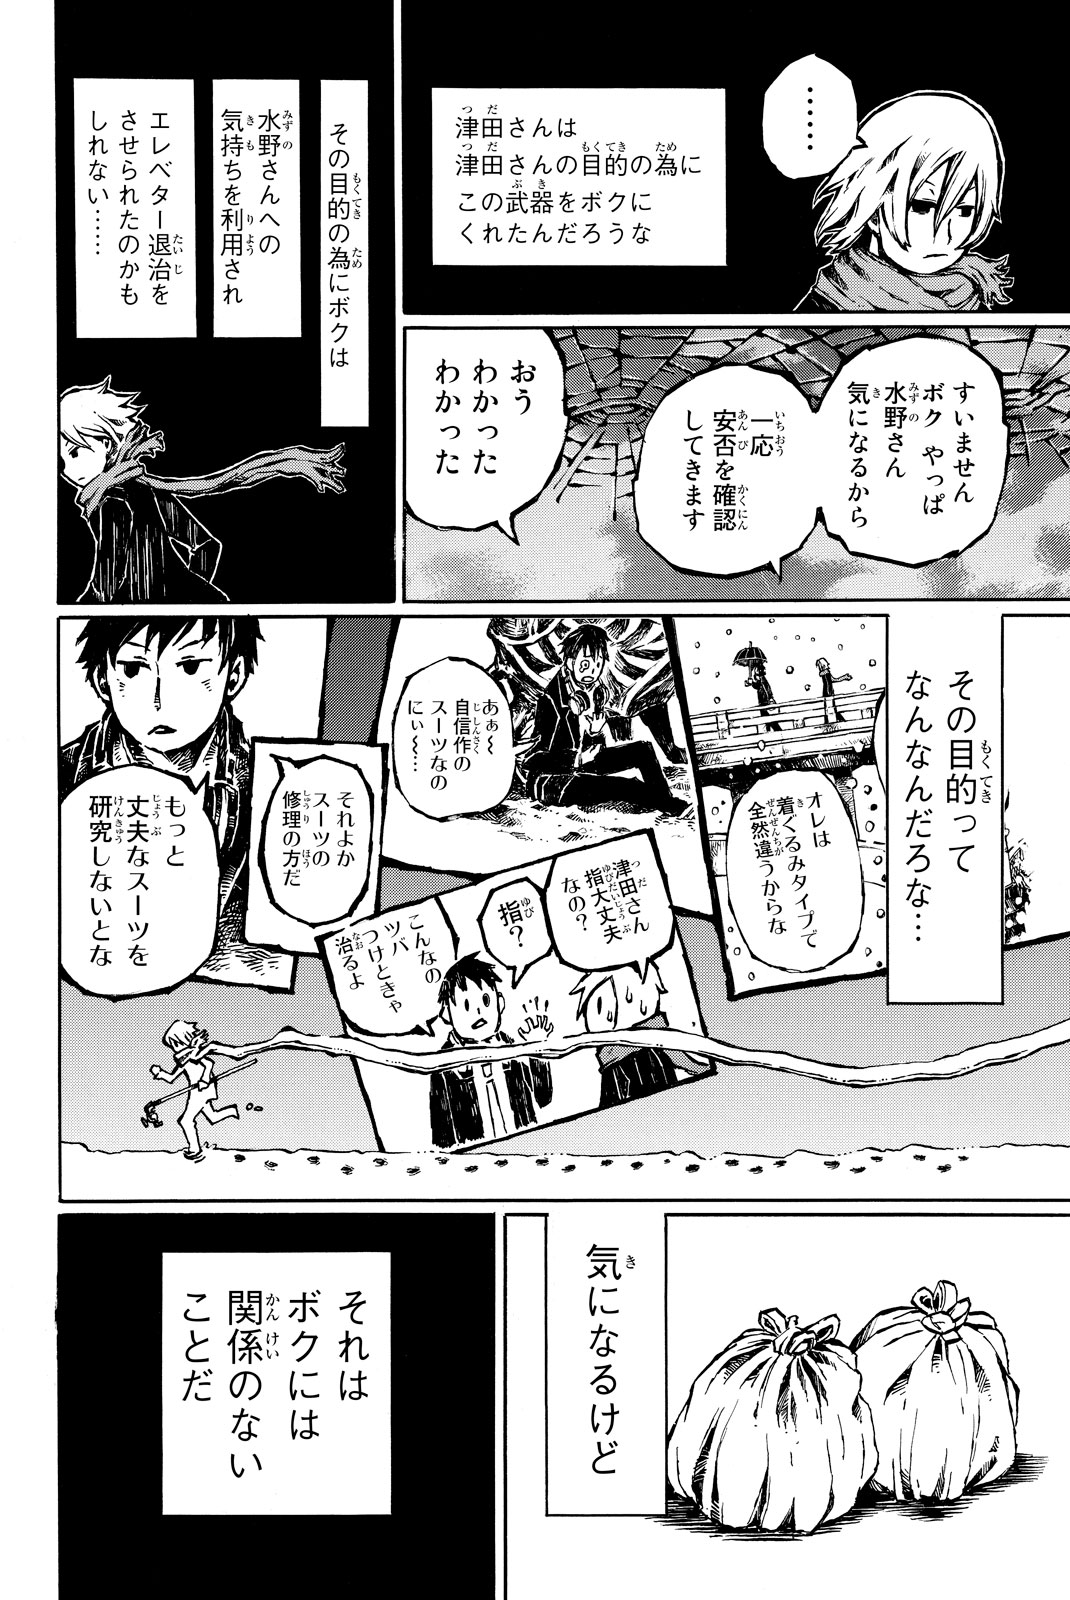 ……
津田さんは
津田さんの目的の為に
この武器をボクに
くれたんだろうな
その目的の為にボクは
水野さんへの
気持ちを利用され
エレベター退治を
させられたのかも
しれない……
すいません
ボク やっぱ
水野さん
気になるから
一応
安否を確認
してきます
おう
わかった
わかった
その目的って
なんなんだろな…
オレは
着ぐるみタイプで
全然違うからな
あぁ〜
自信作の
スーツなの
にぃ〜……
津田さん
指大丈夫
なの?
指?
こんなの
ツバ
つけときゃ
治るよ
それよか
スーツの
修理の方だ
もっと
丈夫なスーツを
研究しないとな
気になるけど
それは
ボクには
関係のない
ことだ